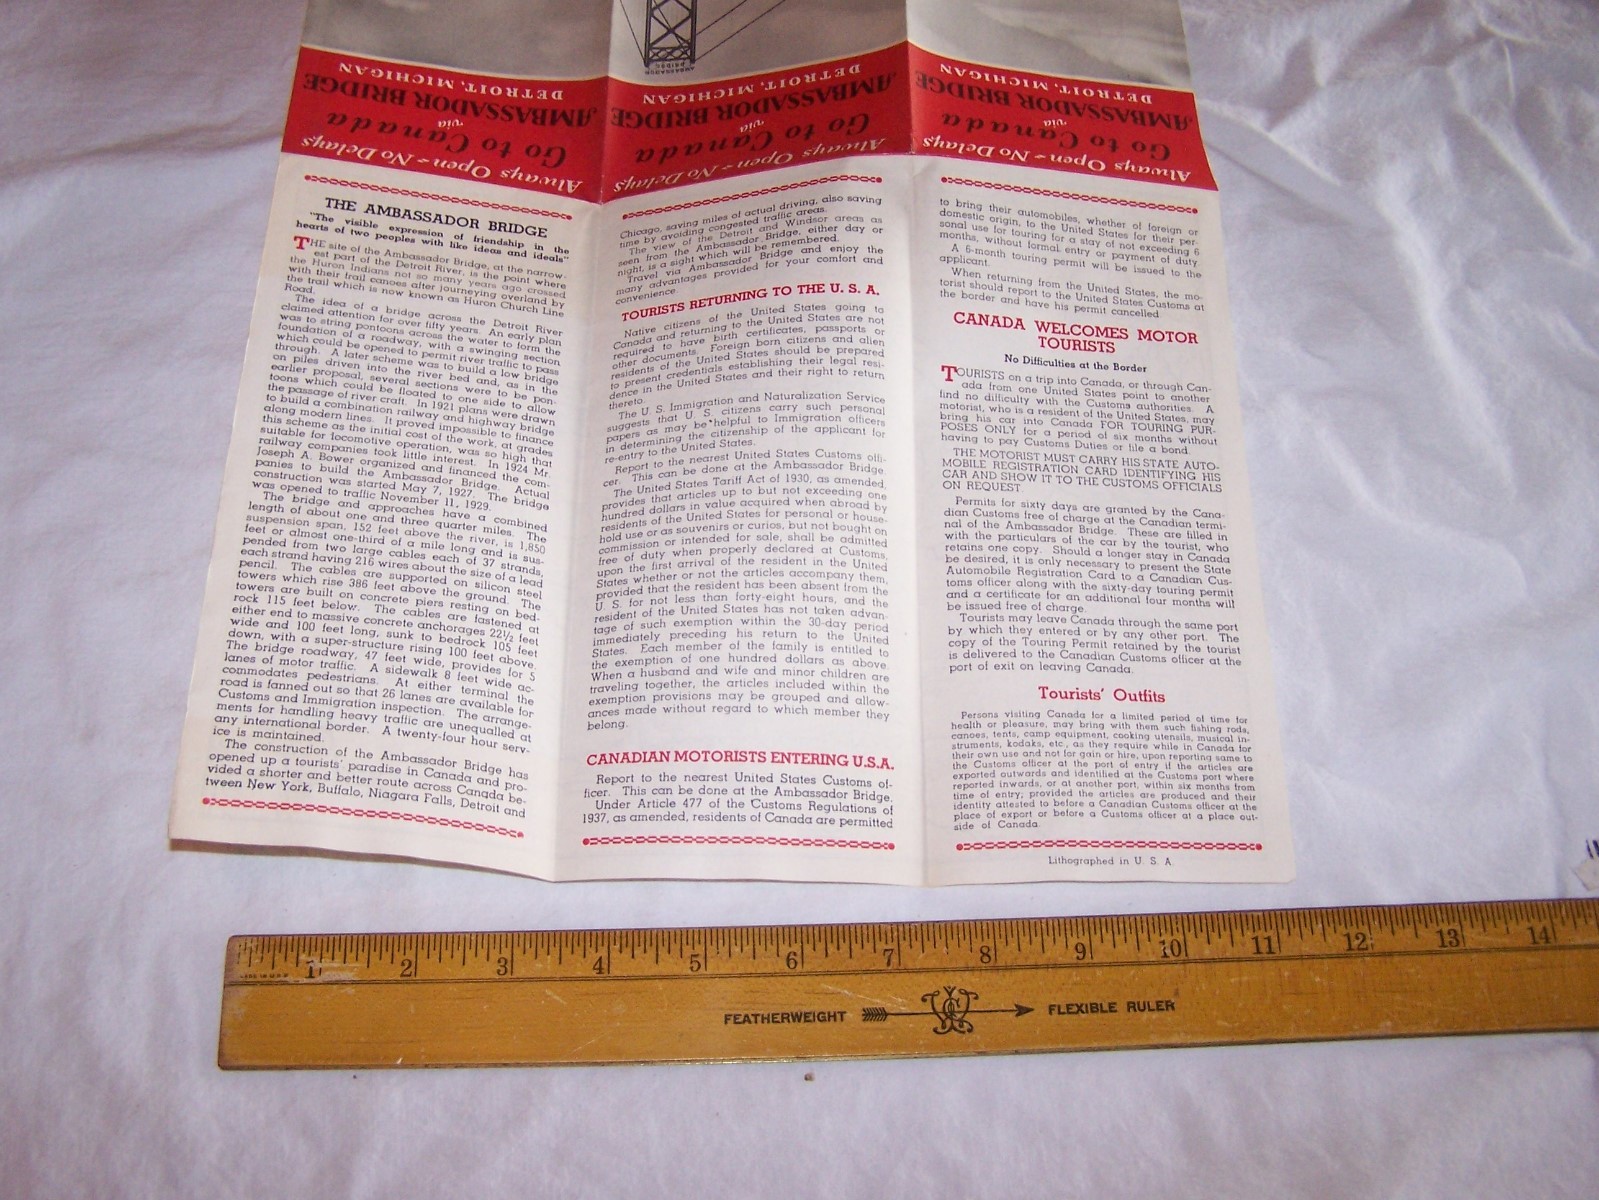 AMBASSADOR
BRIDGE
DETROIT, MICHIGAN
AMBASSADOR BRIDGE
via
Go to Canada
Always Open - No Delays
DETROIT, MICHIGAN
AMBASSADOR BRIDGE
via
Go to Canada
Always Open - No Delays
DETROIT, MICHIGAN
AMBASSADOR BRIDGE
via
Go to Canada
Always Open - No Delays
THE AMBASSADOR BRIDGE
"The visible expression of friendship in the
hearts of two peoples with like ideas and ideals"
THE site of the Ambassador Bridge, at the narrow-
est part of the Detroit River, is the point where
the Huron Indians not so many years ago crossed
with their trail canoes after journeying overland by
the trail which is now known as Huron Church Line
Road.
The idea of a bridge across the Detroit River
claimed attention for over fifty years. An early plan
was to string pontoons across the water to form the
foundation of a roadway, with a swinging section
which could be opened to permit river traffic to pass
through. A later scheme was to build a low bridge
on piles driven into the river bed and, as in the
earlier proposal, several sections were to be pon-
toons which could be floated to one side to allow
the passage of river craft. In 1921 plans were drawn
to build a combination railway and highway bridge
along modern lines. It proved impossible to finance
this scheme as the initial cost of the work, at grades
suitable for locomotive operation, was so high that
railway companies took little interest. In 1924 Mr.
Joseph A. Bower organized and financed the com-
panies to build the Ambassador Bridge. Actual
construction was started May 7, 1927. The bridge
was opened to traffic November 11, 1929.
The bridge and approaches have a combined
length of about one and three quarter miles. The
suspension span, 152 feet above the river, is 1,850
feet or almost one-third of a mile long and is sus-
pended from two large cables each of 37 strands,
each strand having 216 wires about the size of a lead
pencil. The cables are supported on silicon steel
towers which rise 386 feet above the ground. The
towers are built on concrete piers resting on bed-
rock 115 feet below. The cables are fastened at
either end to massive concrete anchorages 22½ feet
wide and 100 feet long, sunk to bedrock 105 feet
down, with a super-structure rising 100 feet above.
The bridge roadway, 47 feet wide, provides for 5
lanes of motor traffic. A sidewalk 8 feet wide ac-
commodates pedestrians. At either terminal the
road is fanned out so that 26 lanes are available for
Customs and Immigration inspection. The arrange-
ments for handling heavy traffic are unequalled at
any international border. A twenty-four hour serv-
ice is maintained.
The construction of the Ambassador Bridge has
opened up a tourists' paradise in Canada and pro-
vided a shorter and better route across Canada be-
tween New York, Buffalo, Niagara Falls, Detroit and
Chicago, saving miles of actual driving, also saving
time by avoiding congested traffic areas.
The view of the Detroit and Windsor areas as
seen from the Ambassador Bridge, either day or
night, is a sight which will be remembered.
Travel via Ambassador Bridge and enjoy the
many advantages provided for your comfort and
convenience.
TOURISTS RETURNING TO THE U. S. A.
Native citizens of the United States going to
Canada and returning to the United States are not
required to have birth certificates, passports or
other documents. Foreign born citizens and alien
residents of the United States should be prepared
to present credentials establishing their legal resi-
dence in the United States and their right to return
thereto.
The U. S. Immigration and Naturalization Service
suggests that U. S. citizens carry such personal
papers as may be helpful to Immigration officers
in determining the citizenship of the applicant for
re-entry to the United States.
Report to the nearest United States Customs offi-
cer. This can be done at the Ambassador Bridge.
The United States Tariff Act of 1930, as amended,
provides that articles up to but not exceeding one
hundred dollars in value acquired when abroad by
residents of the United States for personal or house-
hold use or as souvenirs or curios, but not bought on
commission or intended for sale, shall be admitted
free of duty when properly declared at Customs,
upon the first arrival of the resident in the United
States whether or not the articles accompany them,
provided that the resident has been absent from the
U. S. for not less than forty-eight hours, and the
resident of the United States has not taken advan-
tage of such exemption within the 30-day period
immediately preceding his return to the United
States. Each member of the family is entitled to
the exemption of one hundred dollars as above.
When a husband and wife and minor children are
traveling together, the articles included within the
exemption provisions may be grouped and allow-
ances made without regard to which member they
belong.
CANADIAN MOTORISTS ENTERING U.S.A.
Report to the nearest United States Customs of-
ficer. This can be done at the Ambassador Bridge.
Under Article 477 of the Customs Regulations of
1937, as amended, residents of Canada are permitted
to bring their automobiles, whether of foreign or
domestic origin, to the United States for their per-
sonal use for touring for a stay of not exceeding 6
months, without formal entry or payment of duty.
A 6-month touring permit will be issued to the
applicant.
When returning from the United States, the mo-
torist should report to the United States Customs at
the border and have his permit cancelled
CANADA WELCOMES MOTOR
TOURISTS
No Difficulties at the Border
TOURISTS on a trip into Canada, or through Can-
ada from one United States point to another
find no difficulty with the Customs authorities. A
motorist, who is a resident of the United States, may
bring his car into Canada FOR TOURING PUR-
POSES ONLY for a period of six months without
having to pay Customs Duties or file a bond.
THE MOTORIST MUST CARRY HIS STATE AUTO-
MOBILE REGISTRATION CARD IDENTIFYING HIS
CAR AND SHOW IT TO THE CUSTOMS OFFICIALS
ON REQUEST
Permits for sixty days are granted by the Cana-
dian Customs free of charge at the Canadian termi-
nal of the Ambassador Bridge. These are filled in
with the particulars of the car by the tourist, who
retains one copy. Should a longer stay in Canada
be desired, it is only necessary to present the State
Automobile Registration Card to a Canadian Cus-
toms officer along with the sixty-day touring permit
and a certificate for an additional four months will
be issued free of charge.
Tourists may leave Canada through the same port
by which they entered or by any other port. The
copy of the Touring Permit retained by the tourist
is delivered to the Canadian Customs officer at the
port of exit on leaving Canada.
Tourists' Outfits
Persons visiting Canada for a limited period of time for
health or pleasure, may bring with them such fishing rods,
canoes, tents, camp equipment, cooking utensils, musical in-
struments, kodaks, etc., as they require while in Canada for
their own use and not for gain or hire, upon reporting same to
the Customs officer at the port of entry if the articles are
exported outwards and identified at the Customs port where
reported inwards, or at another port, within six months from
time of entry; provided the articles are produced and their
identity attested to before a Canadian Customs officer at the
place of export or before a Customs officer at a place out-
side of Canada.
Lithographed in U. S. A.
1 2 3 4 5 6 7 8 9 10 11 12 13 14
FEATHERWEIGHT FLEXIBLE RULER